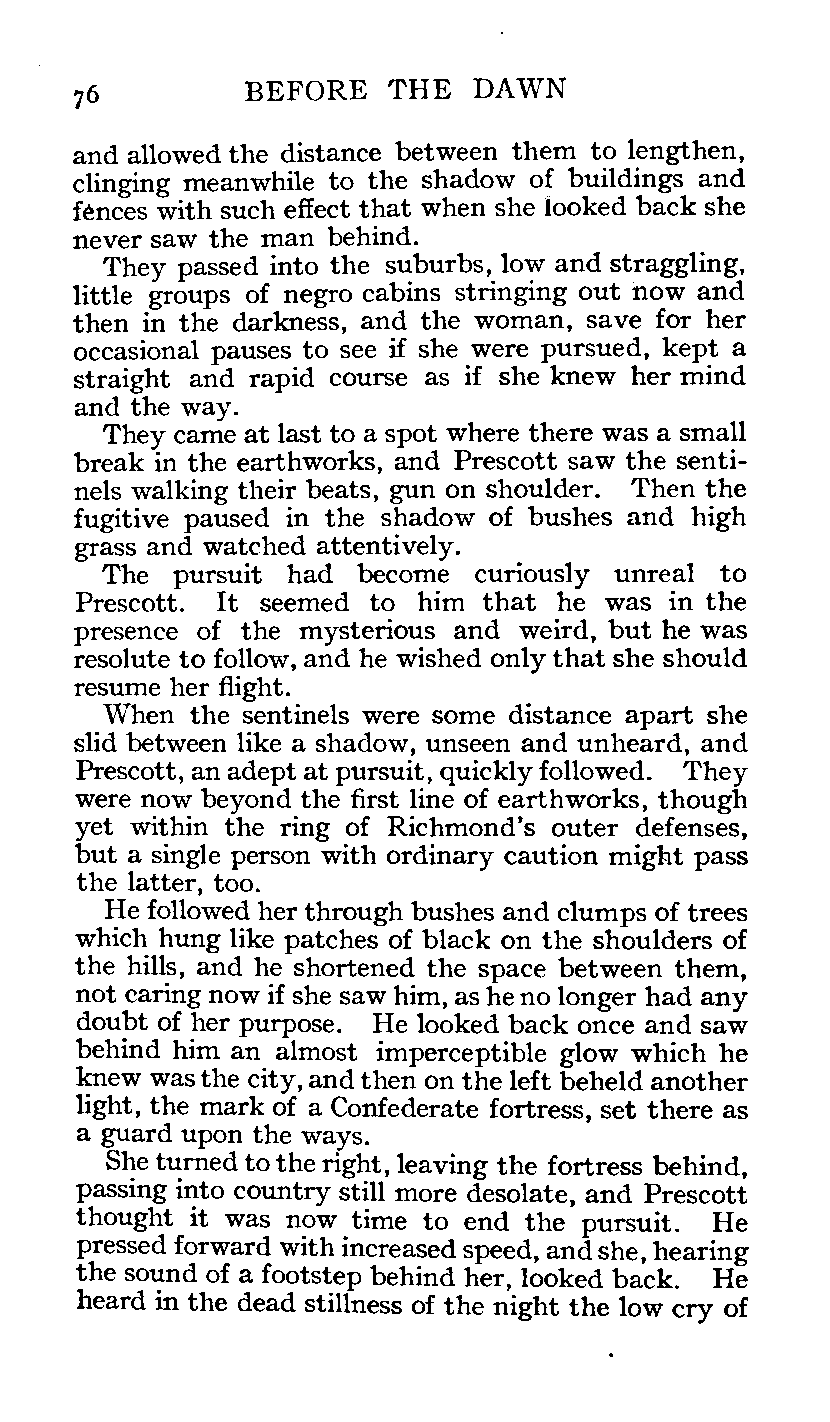 76 BEFORE THE DAWN
and allowed the distance between them to lengthen,
clinging meanwhile to the shadow of buildings and
fences with such effect that when she looked back she
never saw the man behind.
They passed into the suburbs, low and straggling,
little groups of negro cabins stringing out now and
then in the darkness, and the woman, save for her
occasional pauses to see if she were pursued, kept a
straight and rapid course as if she knew her mind
and the way.
They came at last to a spot where there was a small
break in the earthworks, and Prescott saw the senti-
nels walking their beats, gun on shoulder. Then the
fugitive paused in the shadow of bushes and high
grass and watched attentively.
The pursuit had become curiously unreal to
Prescott. It seemed to him that he was in the
presence of the mysterious and weird, but he was
resolute to follow, and he wished only that she should
resume her flight.
When the sentinels were some distance apart she
slid between like a shadow, unseen and unheard, and
Prescott, an adept at pursuit, quickly followed. They
were now beyond the first line of earthworks, though
yet within the ring of Richmond's outer defenses,
but a single person with ordinary caution might pass
the latter, too.
He followed her through bushes and clumps of trees
which hung like patches of black on the shoulders of
the hills, and he shortened the space between them,
not caring now if she saw him, as he no longer had any
doubt of her purpose. He looked back once and saw
behind him an almost imperceptible glow which he
knew was the city, and then on the left beheld another
light, the mark of a Confederate fortress, set there as
a guard upon the ways.
She turned to the right, leaving the fortress behind,
passing into country still more desolate, and Prescott
thought it was now time to end the pursuit. He
pressed forward with increased speed, and she, hearing
the sound of a footstep behind her, looked back. He
heard in the dead stillness of the night the low cry of